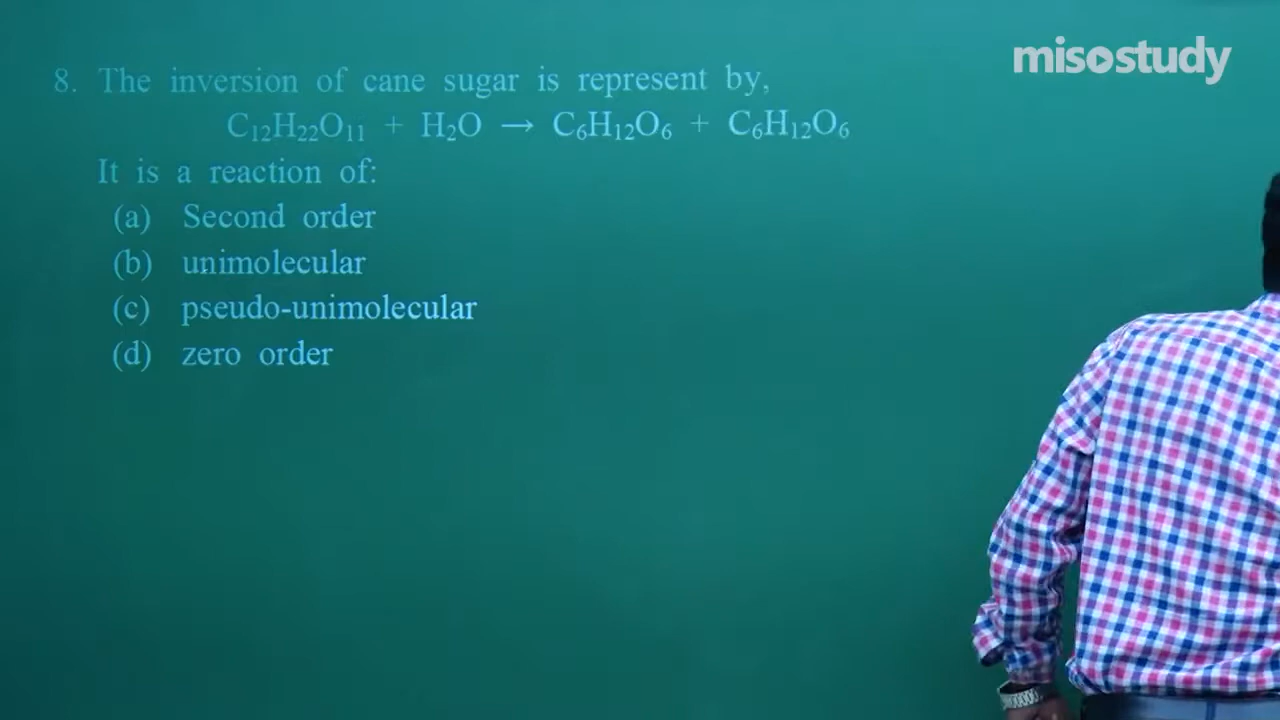 misostudy
8. The inversion of cane sugar is represent by,
C₁₂H₂₂O₁₁ + H₂O → C₆H₁₂O₆ + C₆H₁₂O₆
It is a reaction of:
(a) Second order
(b) unimolecular
(c) pseudo-unimolecular
(d) zero order